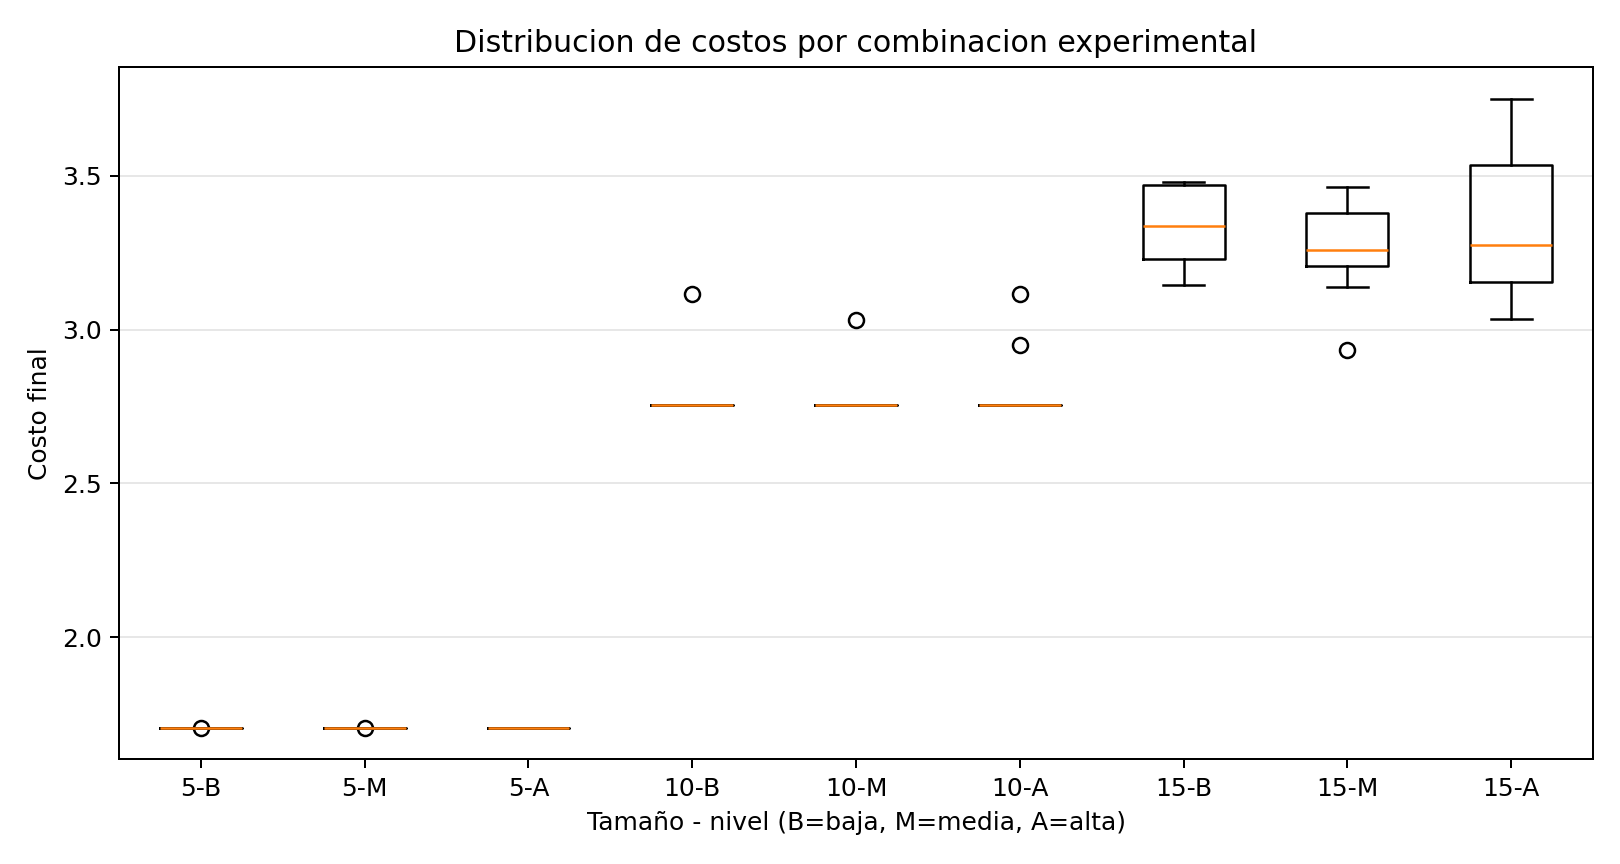 Distribucion de costos por combinacion experimental
Costo final
3.5
3.0
2.5
2.0
5-B 5-M 5-A 10-B 10-M 10-A 15-B 15-M 15-A
Tamaño - nivel (B=baja, M=media, A=alta)